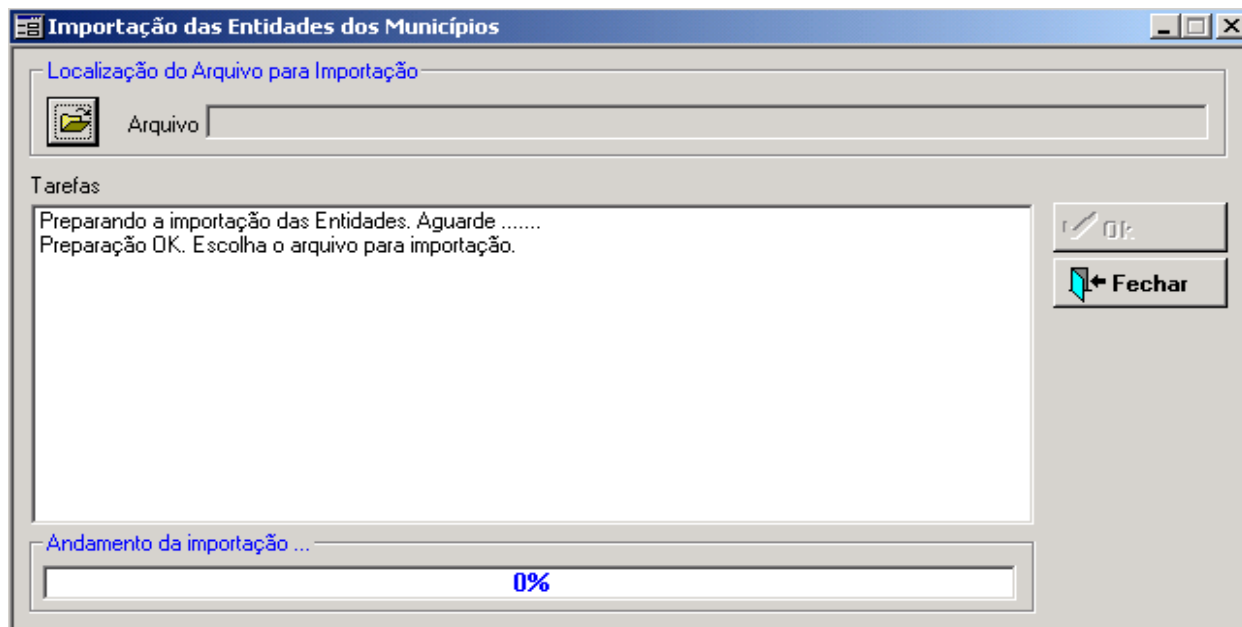 Importação das Entidades dos Municípios
Localização do Arquivo para Importação
Arquivo
Tarefas
Preparando a importação das Entidades. Aguarde .......
Preparação OK. Escolha o arquivo para importação.
Ok
Fechar
Andamento da importação ...
0%